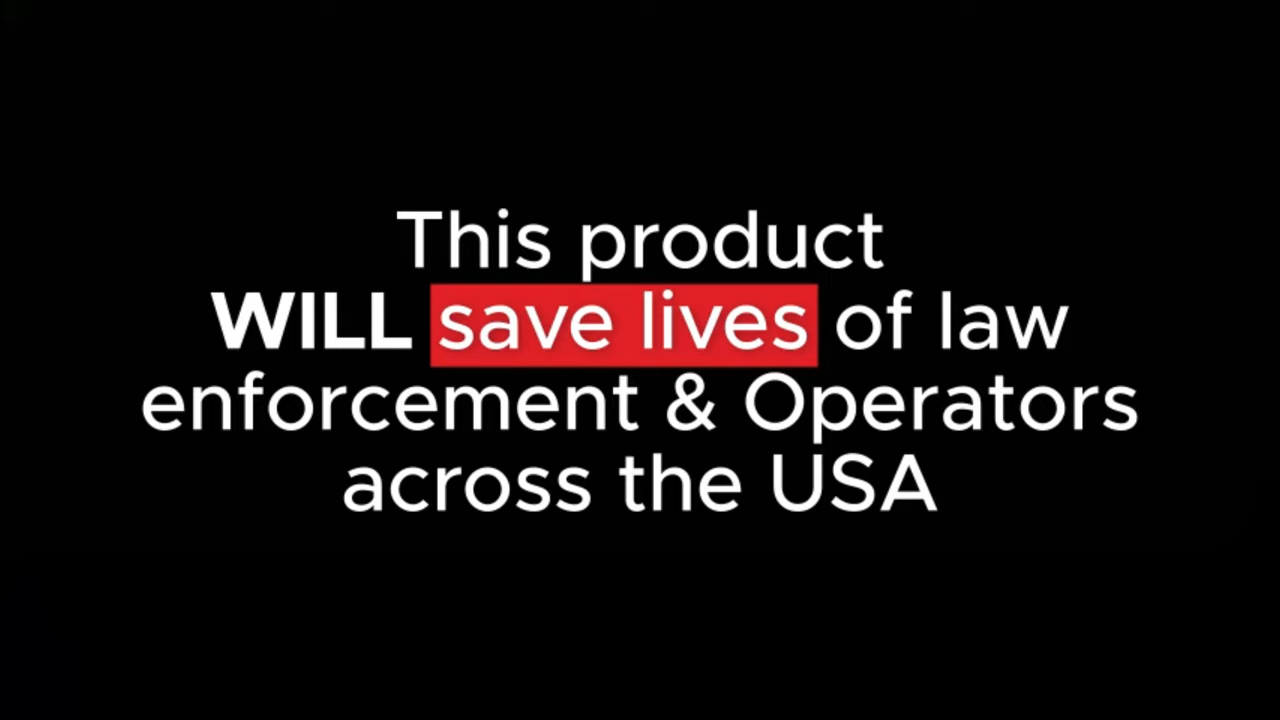 This product
WILL save lives of law
enforcement & Operators
across the USA